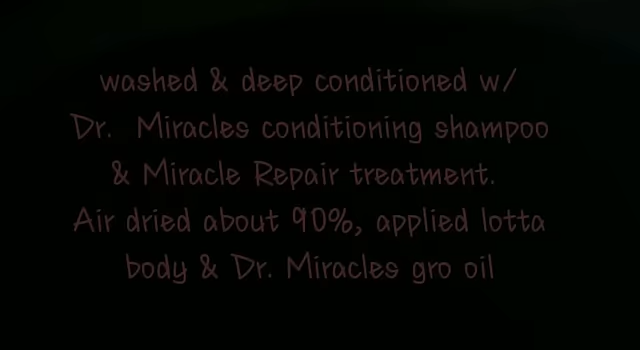 washed & deep conditioned w/
Dr. Miracles conditioning shampoo
& Miracle Repair treatment.
Air dried about 90%, applied lotta
body & Dr. Miracles gro oil